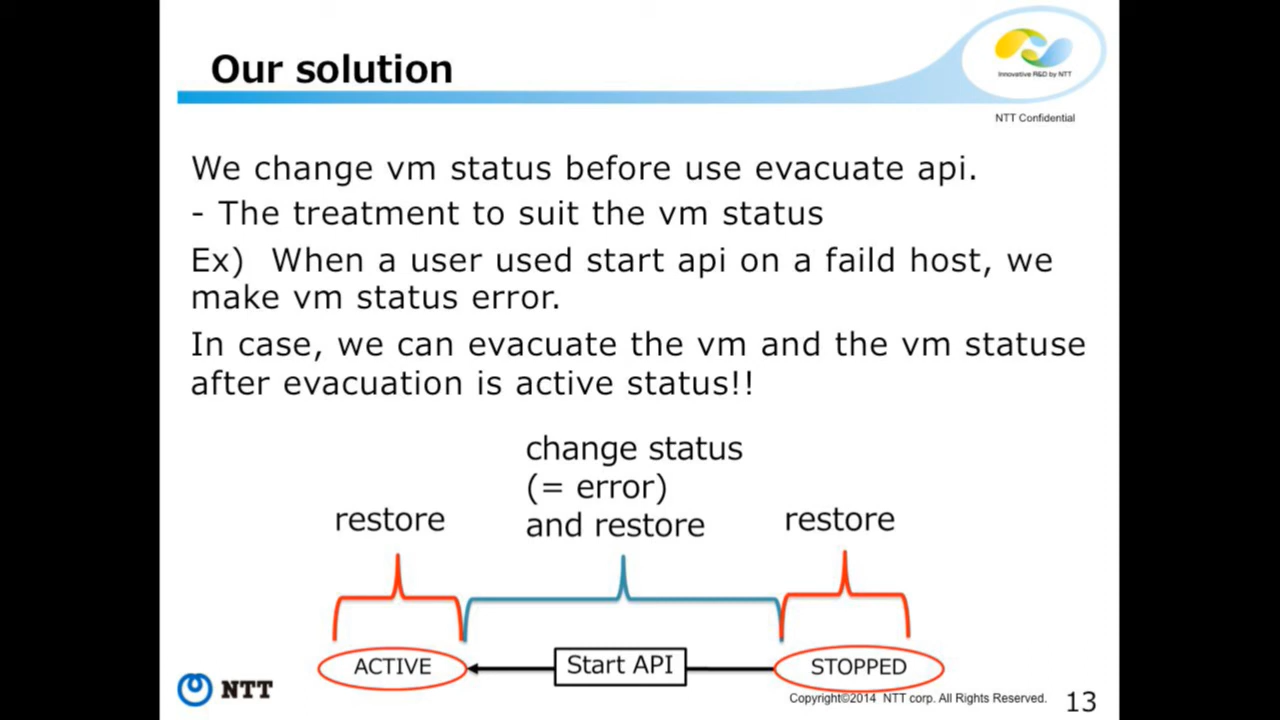 Our solution
Innovetive R&D by NTT
NTT Confidential
We change vm status before use evacuate api.
- The treatment to suit the vm status
Ex) When a user used start api on a faild host, we
make vm status error.
In case, we can evacuate the vm and the vm statuse
after evacuation is active status!!
change status
(= error)
and restore
restore
restore
ACTIVE
Start API
STOPPED
NTT
Copyright©2014 NTT corp. All Rights Reserved.
13